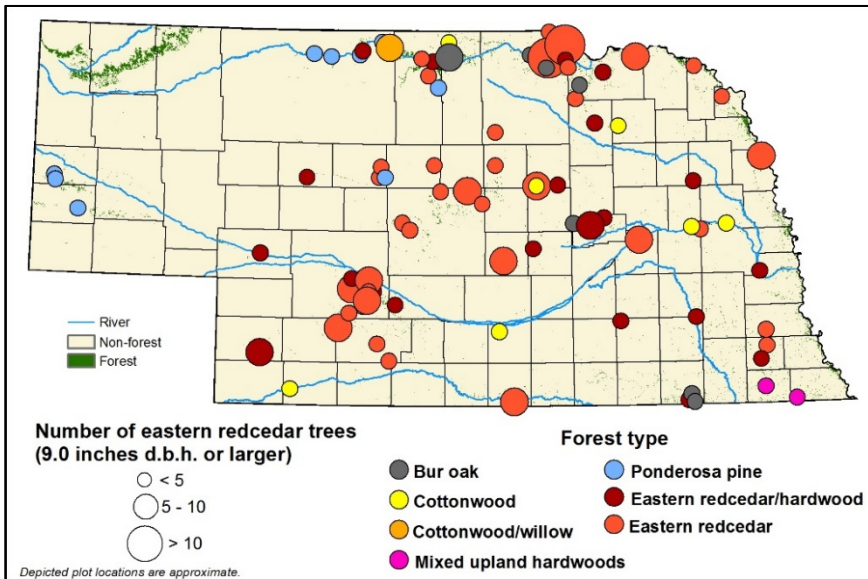 River
Non-forest
Forest
Number of eastern redcedar trees
(9.0 inches d.b.h. or larger)
< 5
5 - 10
> 10
Depicted plot locations are approximate.
Forest type
Bur oak
Cottonwood
Cottonwood/willow
Mixed upland hardwoods
Ponderosa pine
Eastern redcedar/hardwood
Eastern redcedar